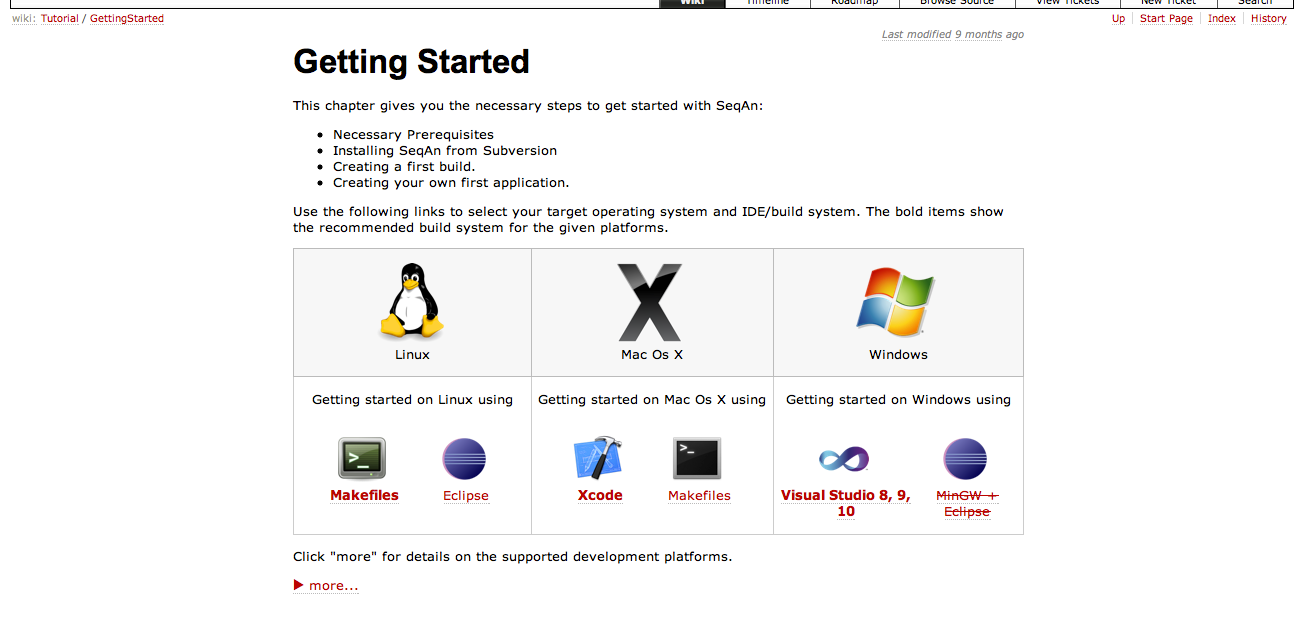 Wiki Timeline Roadmap Browse Source View Tickets New Ticket Search
wiki: Tutorial / GettingStarted
Up Start Page Index History
Last modified 9 months ago
Getting Started
This chapter gives you the necessary steps to get started with SeqAn:
Necessary Prerequisites
Installing SeqAn from Subversion
Creating a first build.
Creating your own first application.
Use the following links to select your target operating system and IDE/build system. The bold items show
the recommended build system for the given platforms.
Linux Mac Os X Windows
Getting started on Linux using Getting started on Mac Os X using Getting started on Windows using
Makefiles Eclipse Xcode Makefiles Visual Studio 8, 9, MinGW +
10 Eclipse
Click "more" for details on the supported development platforms.
more...